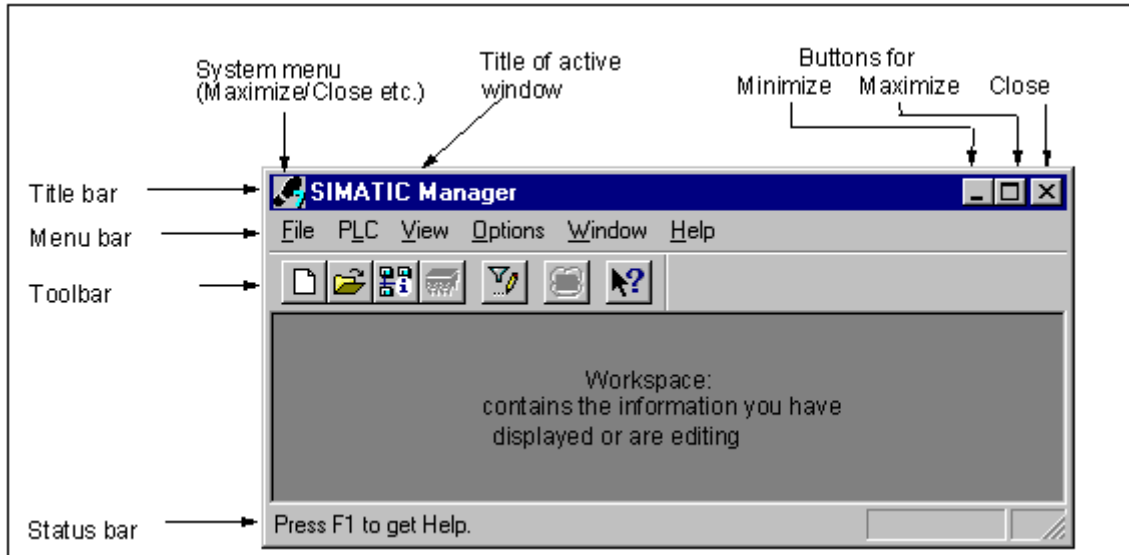 System menu
(Maximize/Close etc.)
Title of active
window
Buttons for
Minimize Maximize Close
Title bar
SIMATIC Manager
Menu bar
File PLC View Options Window Help
Toolbar
Workspace:
contains the information you have
displayed or are editing
Status bar
Press F1 to get Help.